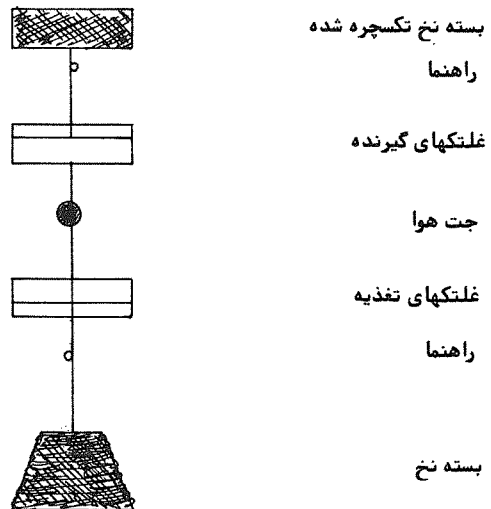 بسته نخ تکسچره شده
راهنما
غلتکهای گیرنده
جت هوا
غلتکهای تغذیه
راهنما
بسته نخ